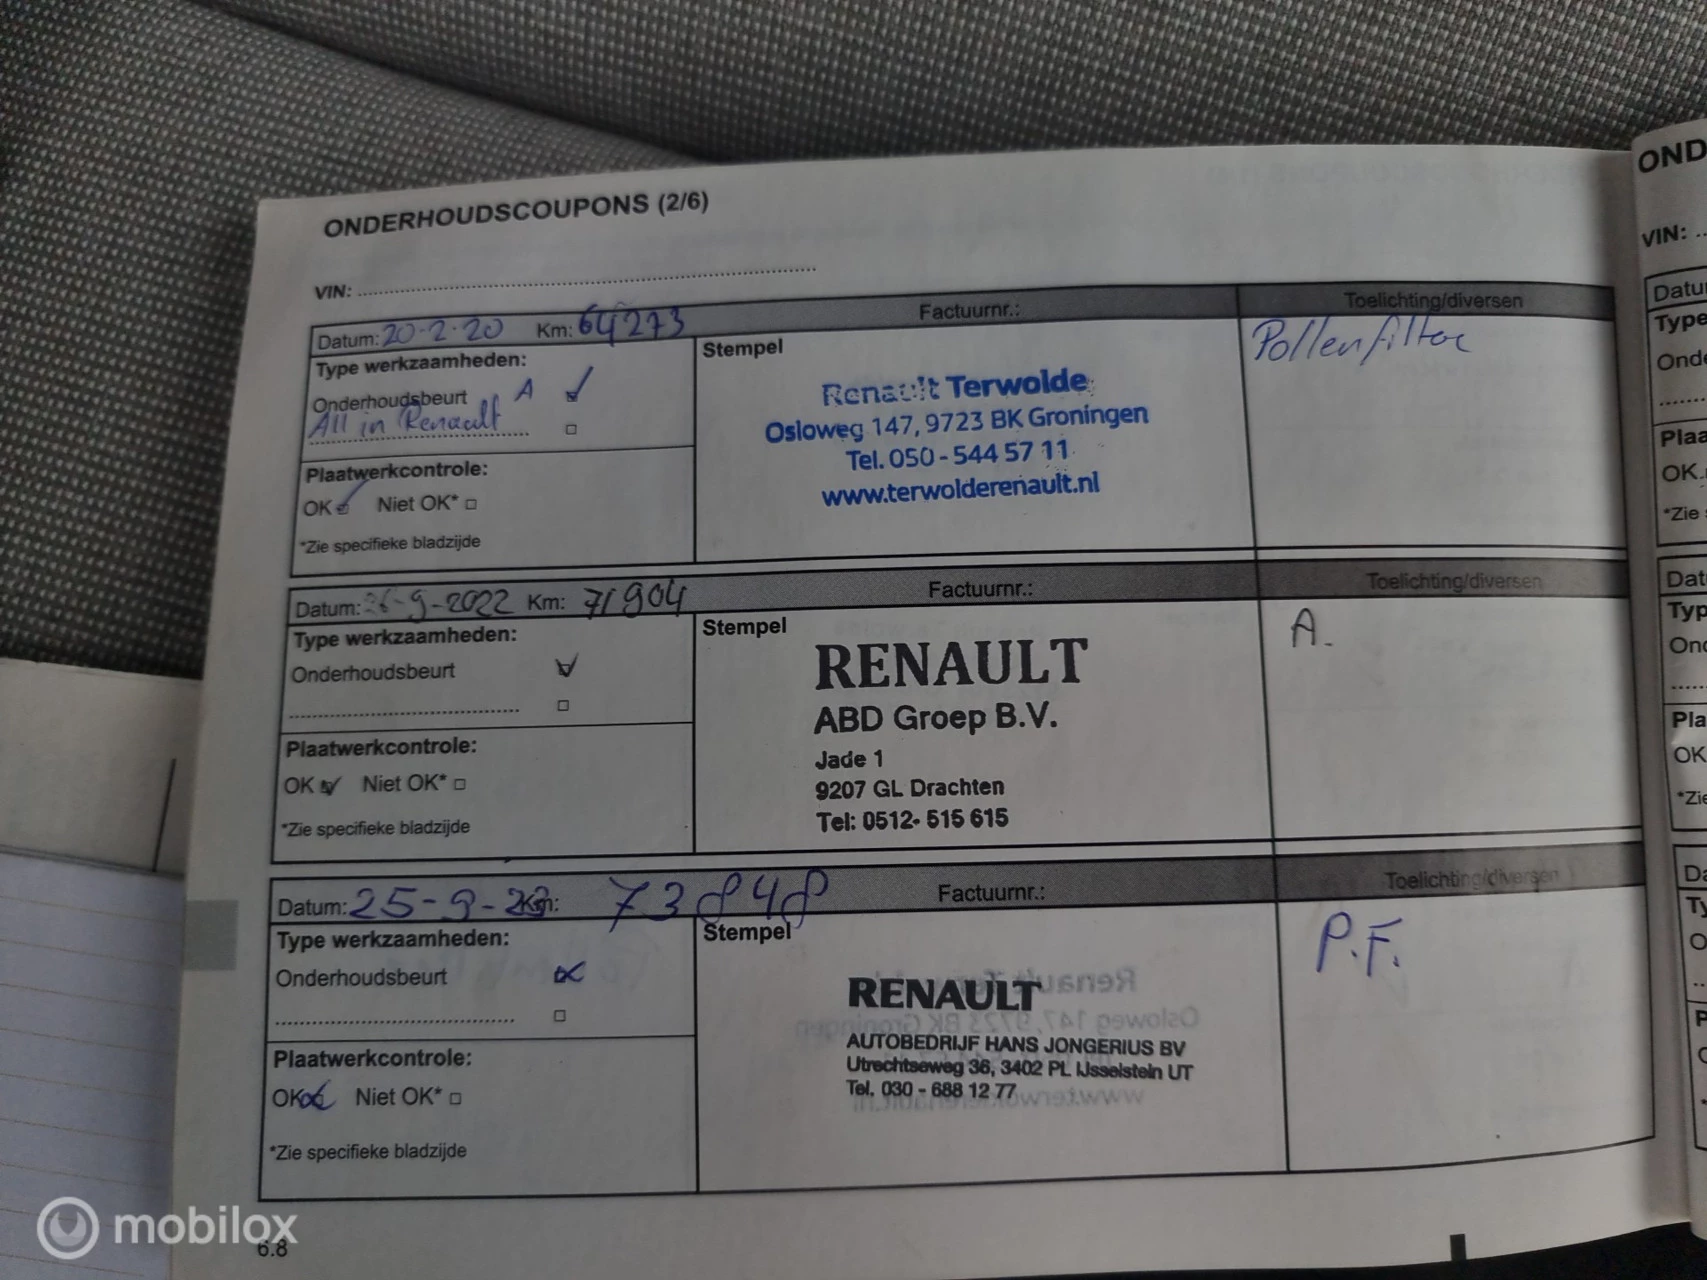 ONDERHOUDSCOUPONS (2/6)
VIN:
Datum: 20-2-20 Km: 64273 Factuurnr.: Toelichting/diversen
Type werkzaamheden: Stempel Pollenfilter
Onderhoudsbeurt A
All in Renault
Renault Terwolde
Osloweg 147, 9723 BK Groningen
Tel. 050-544 57 11
www.terwolderenault.nl
Plaatwerkcontrole:
OK Niet OK*
*Zie specifieke bladzijde
Datum: 26-9-2022 Km: 71904 Factuurnr.: Toelichting/diversen
Type werkzaamheden: Stempel A.
Onderhoudsbeurt
RENAULT
ABD Groep B.V.
Jade 1
9207 GL Drachten
Tel: 0512-515 615
Plaatwerkcontrole:
OK Niet OK*
*Zie specifieke bladzijde
Datum: 25-9-23 Km: 73848 Factuurnr.: Toelichting/diversen
Type werkzaamheden: Stempel P.F.
Onderhoudsbeurt
RENAULT
AUTOBEDRIJF HANS JONGERIUS BV
Utrechtseweg 36, 3402 PL IJsselstein UT
Tel. 030 - 688 12 77
Plaatwerkcontrole:
OK Niet OK*
*Zie specifieke bladzijde
6.8
mobilox
VIN:
*Zie